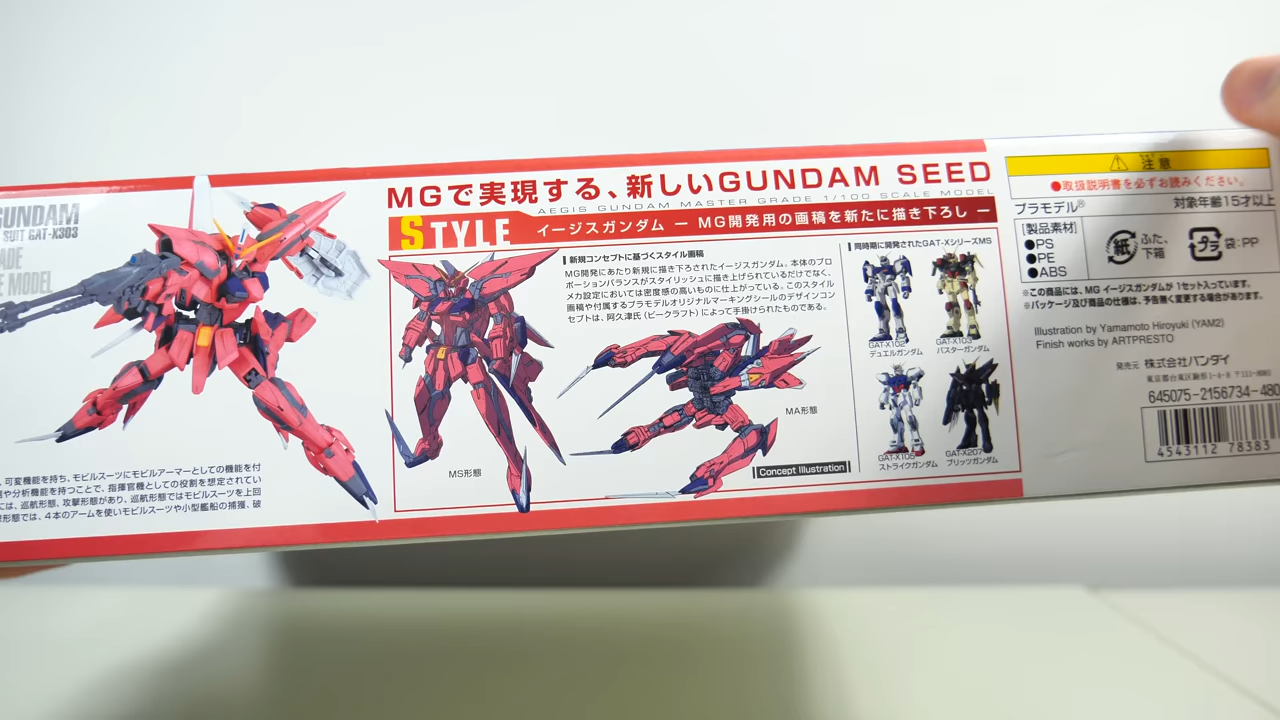 GUNDAM
SUIT GAT-X303
ADE
MODEL
可変機能を持ち、モビルスーツにモビルアーマーとしての機能を付
や分析機能を持つことで、指揮官機としての役割を想定されてい
には、巡航形態、攻撃形態があり、巡航形態ではモビルスーツを上回
形態では、4本のアームを使いモビルスーツや小型艦船の捕獲、破
MGで実現する、新しいGUNDAM SEED
AEGIS GUNDAM MASTER GRADE 1/100 SCALE MODEL
STYLE イージスガンダム ― MG開発用の画稿を新たに描き下ろし ―
新規コンセプトに基づくスタイル画稿
MG開発にあたり新規に描き下ろされたイージスガンダム。本体のプロ
ポーションバランスがスタイリッシュに描き上げられているだけでなく、
メカ設定においては密度感の高いものに仕上がっている。このスタイル
画稿や付属するプラモデルオリジナルマーキングシールのデザインコン
セプトは、阿久津氏(ビークラフト)によって手掛けられたものである。
MS形態
MA形態
Concept Illustration
同時期に開発されたGAT-XシリーズMS
GAT-X102
デュエルガンダム
GAT-X103
バスターガンダム
GAT-X105
ストライクガンダム
GAT-X207
ブリッツガンダム
注意
●取扱説明書を必ずお読みください。
プラモデル® 対象年齢15才以上
[製品素材]
●PS
●PE
●ABS
紙 ふた、下箱
プラ 袋:PP
※この商品には、MG イージスガンダムが 1セット入っています。
※パッケージ及び商品の仕様は、予告無く変更する場合があります。
Illustration by Yamamoto Hiroyuki (YAM2)
Finish works by ARTPRESTO
発売元 株式会社バンダイ
東京都台東区駒形1-4-8 〒111-8081
645075-2156734-480
4543112 78383